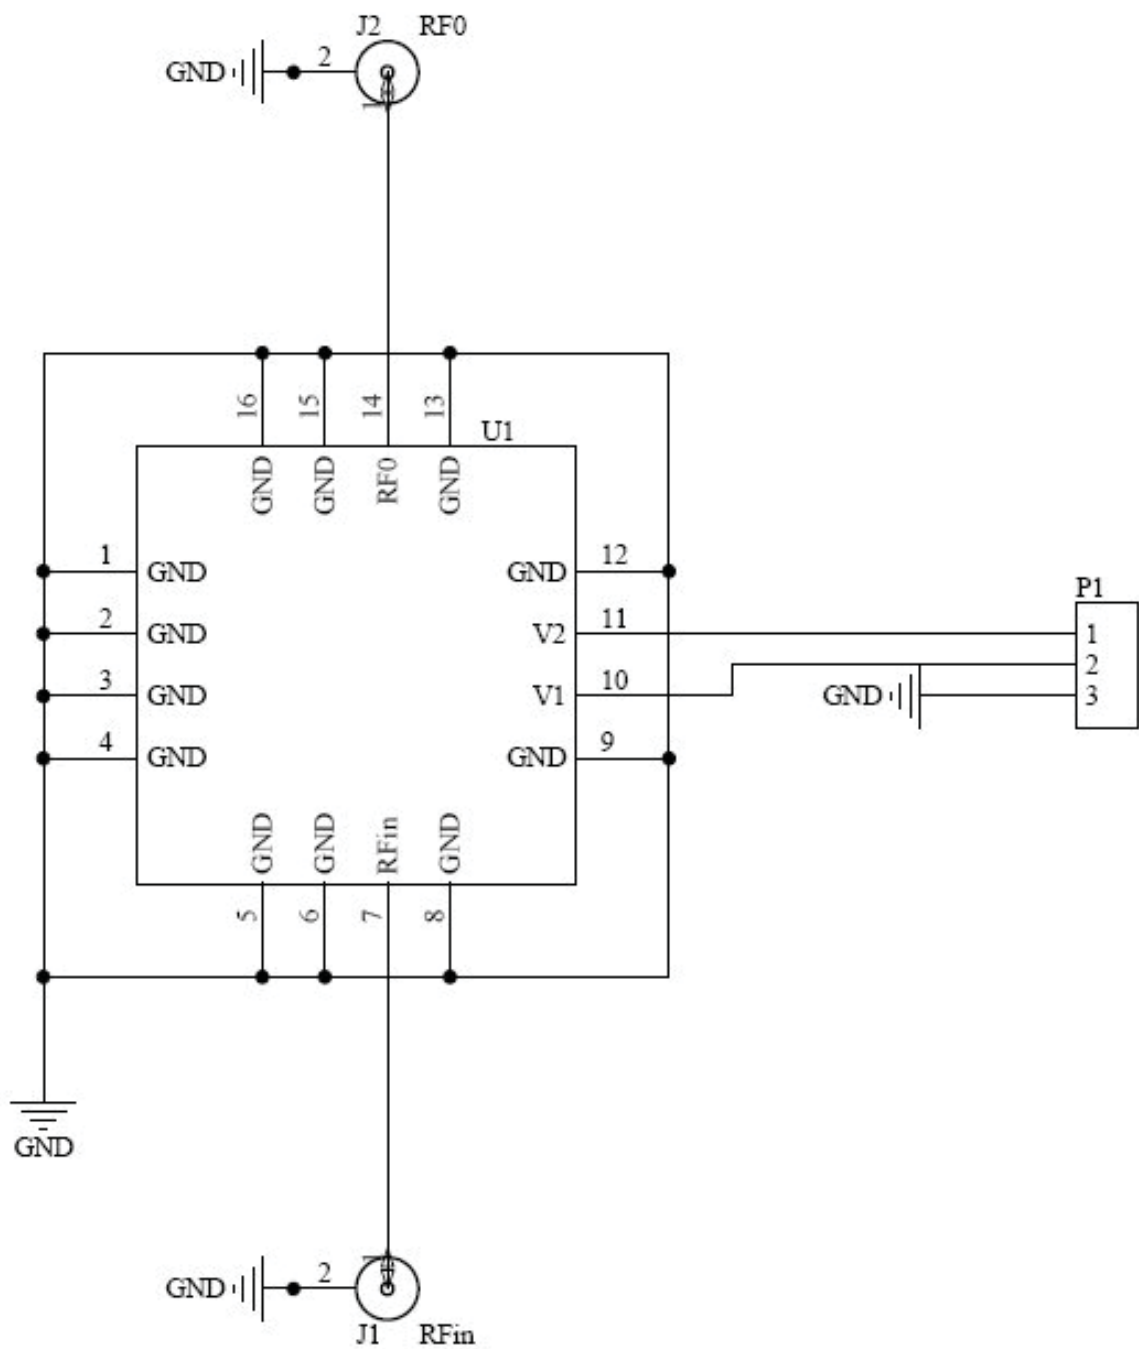 J2 RF0
GND 2
1
16 15 14 13
U1
GND GND RF0 GND
1 GND GND 12
P1
2 GND V2 11 1
2
3 GND V1 10 GND 3
4 GND GND 9
GND GND RFin GND
5 6 7 8
GND
1
GND 2
J1 RFin